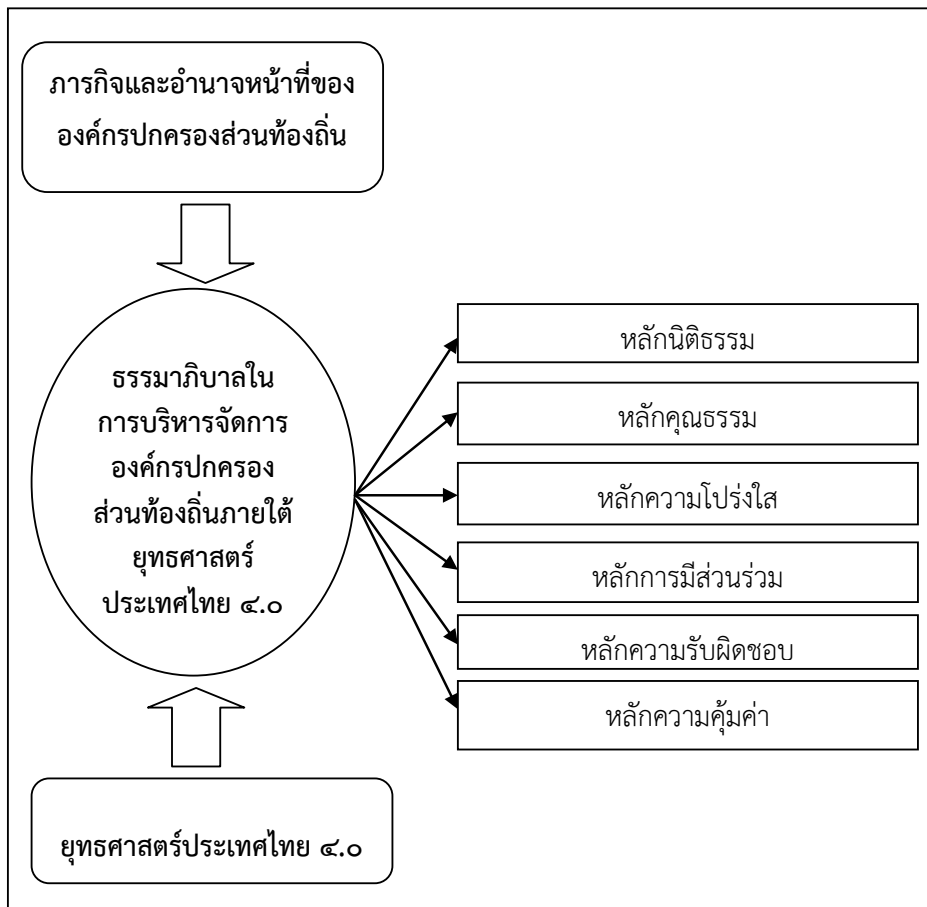 ภารกิจและอำนาจหน้าที่ของ
องค์กรปกครองส่วนท้องถิ่น
ธรรมาภิบาลใน
การบริหารจัดการ
องค์กรปกครอง
ส่วนท้องถิ่นภายใต้
ยุทธศาสตร์
ประเทศไทย ๔.๐
หลักนิติธรรม
หลักคุณธรรม
หลักความโปร่งใส
หลักการมีส่วนร่วม
หลักความรับผิดชอบ
หลักความคุ้มค่า
ยุทธศาสตร์ประเทศไทย ๔.๐